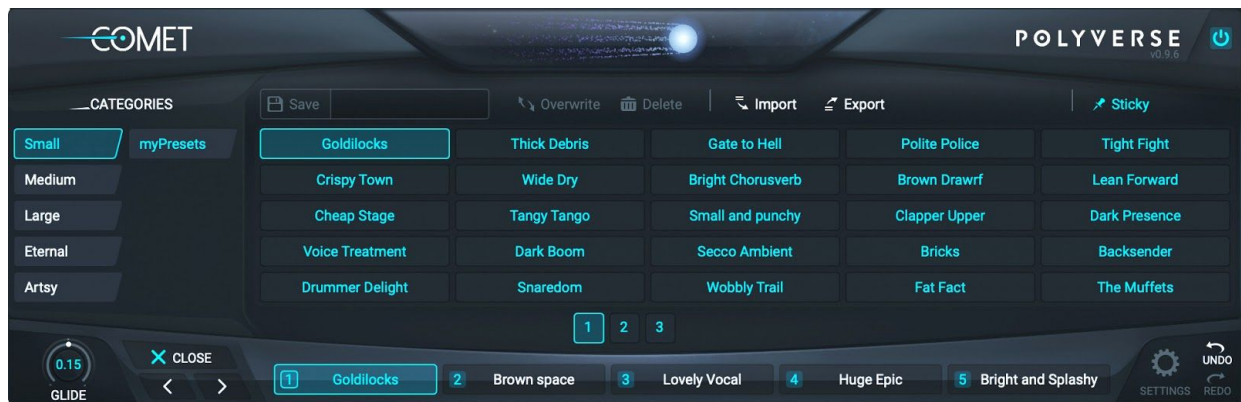 COMET
POLYVERSE
v0.9.6
CATEGORIES
Save
Overwrite
Delete
Import
Export
Sticky
Small
myPresets
Medium
Large
Eternal
Artsy
Goldilocks Thick Debris Gate to Hell Polite Police Tight Fight
Crispy Town Wide Dry Bright Chorusverb Brown Drawrf Lean Forward
Cheap Stage Tangy Tango Small and punchy Clapper Upper Dark Presence
Voice Treatment Dark Boom Secco Ambient Bricks Backsender
Drummer Delight Snaredom Wobbly Trail Fat Fact The Muffets
1 2 3
0.15
GLIDE
CLOSE
1 Goldilocks 2 Brown space 3 Lovely Vocal 4 Huge Epic 5 Bright and Splashy
SETTINGS
UNDO
REDO